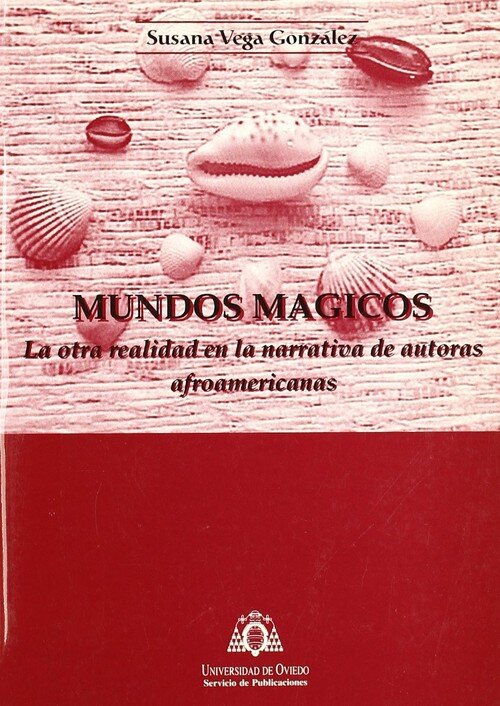 Susana Vega González
MUNDOS MAGICOS
La otra realidad en la narrativa de autoras
afroamericanas
UNIVERSIDAD DE OVIEDO
Servicio de Publicaciones